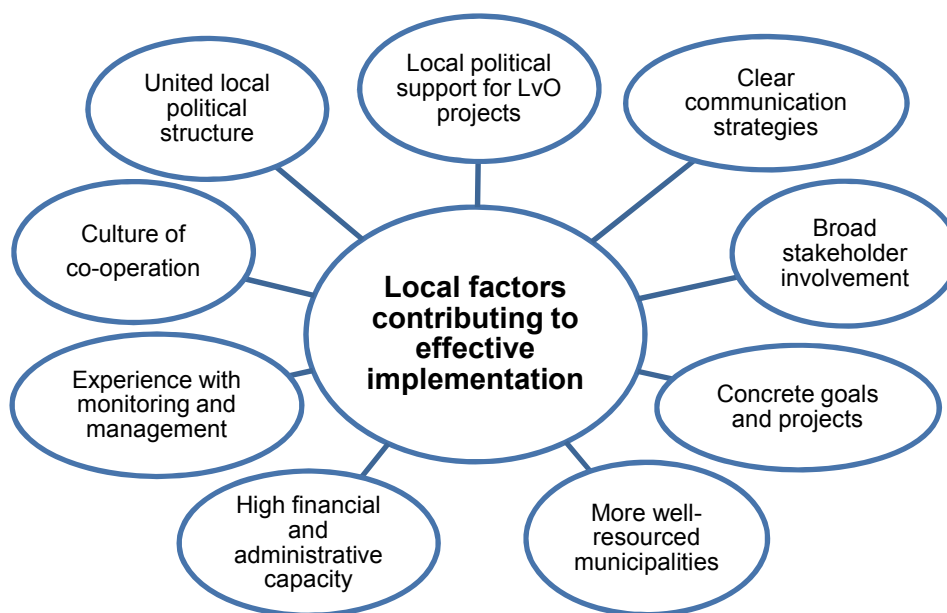 United local
political
structure
Local political
support for LvO
projects
Clear
communication
strategies
Culture of
co-operation
Broad
stakeholder
involvement
Local factors
contributing to
effective
implementation
Experience with
monitoring and
management
Concrete goals
and projects
High financial
and
administrative
capacity
More well-
resourced
municipalities